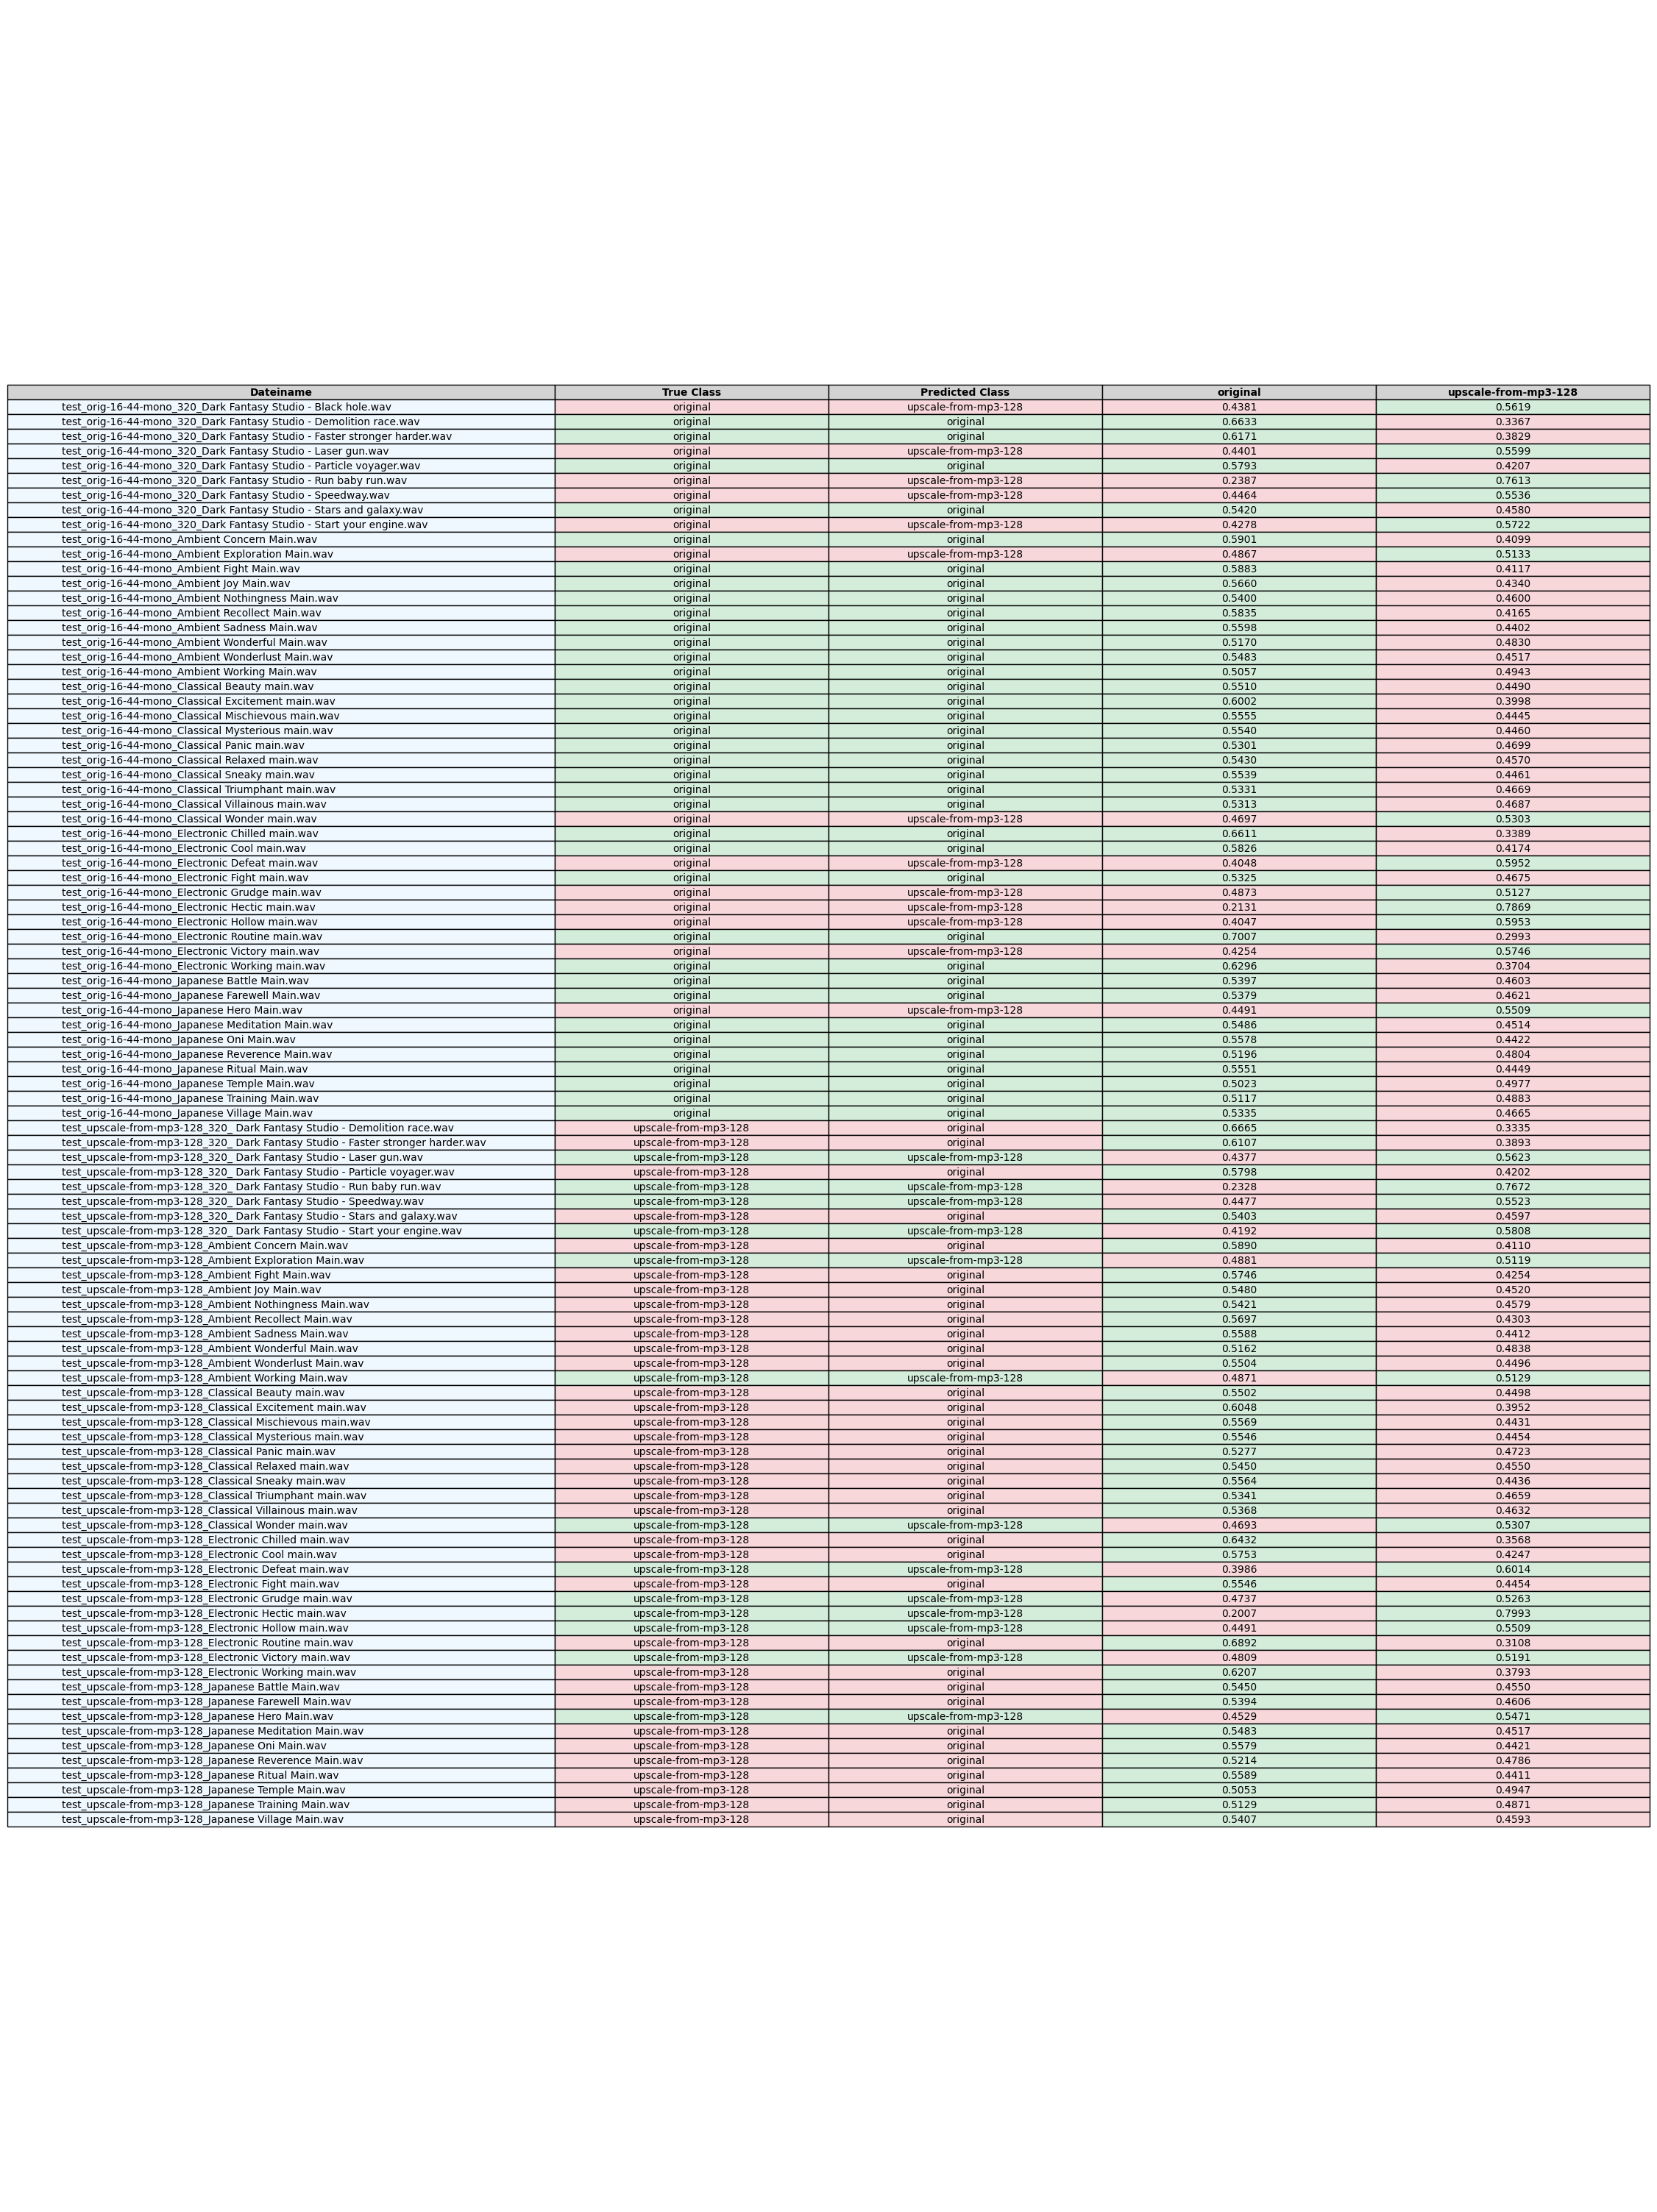 Dateiname True Class Predicted Class original upscale-from-mp3-128
test_orig-16-44-mono_320_Dark Fantasy Studio - Black hole.wav original upscale-from-mp3-128 0.4381 0.5619
test_orig-16-44-mono_320_Dark Fantasy Studio - Demolition race.wav original original 0.6633 0.3367
test_orig-16-44-mono_320_Dark Fantasy Studio - Faster stronger harder.wav original original 0.6171 0.3829
test_orig-16-44-mono_320_Dark Fantasy Studio - Laser gun.wav original upscale-from-mp3-128 0.4401 0.5599
test_orig-16-44-mono_320_Dark Fantasy Studio - Particle voyager.wav original original 0.5793 0.4207
test_orig-16-44-mono_320_Dark Fantasy Studio - Run baby run.wav original upscale-from-mp3-128 0.2387 0.7613
test_orig-16-44-mono_320_Dark Fantasy Studio - Speedway.wav original upscale-from-mp3-128 0.4464 0.5536
test_orig-16-44-mono_320_Dark Fantasy Studio - Stars and galaxy.wav original original 0.5420 0.4580
test_orig-16-44-mono_320_Dark Fantasy Studio - Start your engine.wav original upscale-from-mp3-128 0.4278 0.5722
test_orig-16-44-mono_Ambient Concern Main.wav original original 0.5901 0.4099
test_orig-16-44-mono_Ambient Exploration Main.wav original upscale-from-mp3-128 0.4867 0.5133
test_orig-16-44-mono_Ambient Fight Main.wav original original 0.5883 0.4117
test_orig-16-44-mono_Ambient Joy Main.wav original original 0.5660 0.4340
test_orig-16-44-mono_Ambient Nothingness Main.wav original original 0.5400 0.4600
test_orig-16-44-mono_Ambient Recollect Main.wav original original 0.5835 0.4165
test_orig-16-44-mono_Ambient Sadness Main.wav original original 0.5598 0.4402
test_orig-16-44-mono_Ambient Wonderful Main.wav original original 0.5170 0.4830
test_orig-16-44-mono_Ambient Wonderlust Main.wav original original 0.5483 0.4517
test_orig-16-44-mono_Ambient Working Main.wav original original 0.5057 0.4943
test_orig-16-44-mono_Classical Beauty main.wav original original 0.5510 0.4490
test_orig-16-44-mono_Classical Excitement main.wav original original 0.6002 0.3998
test_orig-16-44-mono_Classical Mischievous main.wav original original 0.5555 0.4445
test_orig-16-44-mono_Classical Mysterious main.wav original original 0.5540 0.4460
test_orig-16-44-mono_Classical Panic main.wav original original 0.5301 0.4699
test_orig-16-44-mono_Classical Relaxed main.wav original original 0.5430 0.4570
test_orig-16-44-mono_Classical Sneaky main.wav original original 0.5539 0.4461
test_orig-16-44-mono_Classical Triumphant main.wav original original 0.5331 0.4669
test_orig-16-44-mono_Classical Villainous main.wav original original 0.5313 0.4687
test_orig-16-44-mono_Classical Wonder main.wav original upscale-from-mp3-128 0.4697 0.5303
test_orig-16-44-mono_Electronic Chilled main.wav original original 0.6611 0.3389
test_orig-16-44-mono_Electronic Cool main.wav original original 0.5826 0.4174
test_orig-16-44-mono_Electronic Defeat main.wav original upscale-from-mp3-128 0.4048 0.5952
test_orig-16-44-mono_Electronic Fight main.wav original original 0.5325 0.4675
test_orig-16-44-mono_Electronic Grudge main.wav original upscale-from-mp3-128 0.4873 0.5127
test_orig-16-44-mono_Electronic Hectic main.wav original upscale-from-mp3-128 0.2131 0.7869
test_orig-16-44-mono_Electronic Hollow main.wav original upscale-from-mp3-128 0.4047 0.5953
test_orig-16-44-mono_Electronic Routine main.wav original original 0.7007 0.2993
test_orig-16-44-mono_Electronic Victory main.wav original upscale-from-mp3-128 0.4254 0.5746
test_orig-16-44-mono_Electronic Working main.wav original original 0.6296 0.3704
test_orig-16-44-mono_Japanese Battle Main.wav original original 0.5397 0.4603
test_orig-16-44-mono_Japanese Farewell Main.wav original original 0.5379 0.4621
test_orig-16-44-mono_Japanese Hero Main.wav original upscale-from-mp3-128 0.4491 0.5509
test_orig-16-44-mono_Japanese Meditation Main.wav original original 0.5486 0.4514
test_orig-16-44-mono_Japanese Oni Main.wav original original 0.5578 0.4422
test_orig-16-44-mono_Japanese Reverence Main.wav original original 0.5196 0.4804
test_orig-16-44-mono_Japanese Ritual Main.wav original original 0.5551 0.4449
test_orig-16-44-mono_Japanese Temple Main.wav original original 0.5023 0.4977
test_orig-16-44-mono_Japanese Training Main.wav original original 0.5117 0.4883
test_orig-16-44-mono_Japanese Village Main.wav original original 0.5335 0.4665
test_upscale-from-mp3-128_320_ Dark Fantasy Studio - Demolition race.wav upscale-from-mp3-128 original 0.6665 0.3335
test_upscale-from-mp3-128_320_ Dark Fantasy Studio - Faster stronger harder.wav upscale-from-mp3-128 original 0.6107 0.3893
test_upscale-from-mp3-128_320_ Dark Fantasy Studio - Laser gun.wav upscale-from-mp3-128 upscale-from-mp3-128 0.4377 0.5623
test_upscale-from-mp3-128_320_ Dark Fantasy Studio - Particle voyager.wav upscale-from-mp3-128 original 0.5798 0.4202
test_upscale-from-mp3-128_320_ Dark Fantasy Studio - Run baby run.wav upscale-from-mp3-128 upscale-from-mp3-128 0.2328 0.7672
test_upscale-from-mp3-128_320_ Dark Fantasy Studio - Speedway.wav upscale-from-mp3-128 upscale-from-mp3-128 0.4477 0.5523
test_upscale-from-mp3-128_320_ Dark Fantasy Studio - Stars and galaxy.wav upscale-from-mp3-128 original 0.5403 0.4597
test_upscale-from-mp3-128_320_ Dark Fantasy Studio - Start your engine.wav upscale-from-mp3-128 upscale-from-mp3-128 0.4192 0.5808
test_upscale-from-mp3-128_Ambient Concern Main.wav upscale-from-mp3-128 original 0.5890 0.4110
test_upscale-from-mp3-128_Ambient Exploration Main.wav upscale-from-mp3-128 upscale-from-mp3-128 0.4881 0.5119
test_upscale-from-mp3-128_Ambient Fight Main.wav upscale-from-mp3-128 original 0.5746 0.4254
test_upscale-from-mp3-128_Ambient Joy Main.wav upscale-from-mp3-128 original 0.5480 0.4520
test_upscale-from-mp3-128_Ambient Nothingness Main.wav upscale-from-mp3-128 original 0.5421 0.4579
test_upscale-from-mp3-128_Ambient Recollect Main.wav upscale-from-mp3-128 original 0.5697 0.4303
test_upscale-from-mp3-128_Ambient Sadness Main.wav upscale-from-mp3-128 original 0.5588 0.4412
test_upscale-from-mp3-128_Ambient Wonderful Main.wav upscale-from-mp3-128 original 0.5162 0.4838
test_upscale-from-mp3-128_Ambient Wonderlust Main.wav upscale-from-mp3-128 original 0.5504 0.4496
test_upscale-from-mp3-128_Ambient Working Main.wav upscale-from-mp3-128 upscale-from-mp3-128 0.4871 0.5129
test_upscale-from-mp3-128_Classical Beauty main.wav upscale-from-mp3-128 original 0.5502 0.4498
test_upscale-from-mp3-128_Classical Excitement main.wav upscale-from-mp3-128 original 0.6048 0.3952
test_upscale-from-mp3-128_Classical Mischievous main.wav upscale-from-mp3-128 original 0.5569 0.4431
test_upscale-from-mp3-128_Classical Mysterious main.wav upscale-from-mp3-128 original 0.5546 0.4454
test_upscale-from-mp3-128_Classical Panic main.wav upscale-from-mp3-128 original 0.5277 0.4723
test_upscale-from-mp3-128_Classical Relaxed main.wav upscale-from-mp3-128 original 0.5450 0.4550
test_upscale-from-mp3-128_Classical Sneaky main.wav upscale-from-mp3-128 original 0.5564 0.4436
test_upscale-from-mp3-128_Classical Triumphant main.wav upscale-from-mp3-128 original 0.5341 0.4659
test_upscale-from-mp3-128_Classical Villainous main.wav upscale-from-mp3-128 original 0.5368 0.4632
test_upscale-from-mp3-128_Classical Wonder main.wav upscale-from-mp3-128 upscale-from-mp3-128 0.4693 0.5307
test_upscale-from-mp3-128_Electronic Chilled main.wav upscale-from-mp3-128 original 0.6432 0.3568
test_upscale-from-mp3-128_Electronic Cool main.wav upscale-from-mp3-128 original 0.5753 0.4247
test_upscale-from-mp3-128_Electronic Defeat main.wav upscale-from-mp3-128 upscale-from-mp3-128 0.3986 0.6014
test_upscale-from-mp3-128_Electronic Fight main.wav upscale-from-mp3-128 original 0.5546 0.4454
test_upscale-from-mp3-128_Electronic Grudge main.wav upscale-from-mp3-128 upscale-from-mp3-128 0.4737 0.5263
test_upscale-from-mp3-128_Electronic Hectic main.wav upscale-from-mp3-128 upscale-from-mp3-128 0.2007 0.7993
test_upscale-from-mp3-128_Electronic Hollow main.wav upscale-from-mp3-128 upscale-from-mp3-128 0.4491 0.5509
test_upscale-from-mp3-128_Electronic Routine main.wav upscale-from-mp3-128 original 0.6892 0.3108
test_upscale-from-mp3-128_Electronic Victory main.wav upscale-from-mp3-128 upscale-from-mp3-128 0.4809 0.5191
test_upscale-from-mp3-128_Electronic Working main.wav upscale-from-mp3-128 original 0.6207 0.3793
test_upscale-from-mp3-128_Japanese Battle Main.wav upscale-from-mp3-128 original 0.5450 0.4550
test_upscale-from-mp3-128_Japanese Farewell Main.wav upscale-from-mp3-128 original 0.5394 0.4606
test_upscale-from-mp3-128_Japanese Hero Main.wav upscale-from-mp3-128 upscale-from-mp3-128 0.4529 0.5471
test_upscale-from-mp3-128_Japanese Meditation Main.wav upscale-from-mp3-128 original 0.5483 0.4517
test_upscale-from-mp3-128_Japanese Oni Main.wav upscale-from-mp3-128 original 0.5579 0.4421
test_upscale-from-mp3-128_Japanese Reverence Main.wav upscale-from-mp3-128 original 0.5214 0.4786
test_upscale-from-mp3-128_Japanese Ritual Main.wav upscale-from-mp3-128 original 0.5589 0.4411
test_upscale-from-mp3-128_Japanese Temple Main.wav upscale-from-mp3-128 original 0.5053 0.4947
test_upscale-from-mp3-128_Japanese Training Main.wav upscale-from-mp3-128 original 0.5129 0.4871
test_upscale-from-mp3-128_Japanese Village Main.wav upscale-from-mp3-128 original 0.5407 0.4593